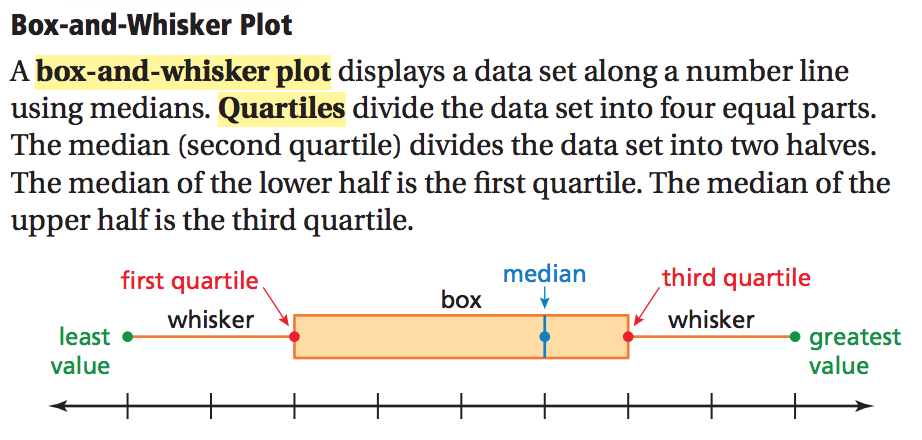 Box-and-Whisker Plot
A box-and-whisker plot displays a data set along a number line
using medians. Quartiles divide the data set into four equal parts.
The median (second quartile) divides the data set into two halves.
The median of the lower half is the first quartile. The median of the
upper half is the third quartile.
first quartile
median
third quartile
box
whisker
whisker
least
value
greatest
value